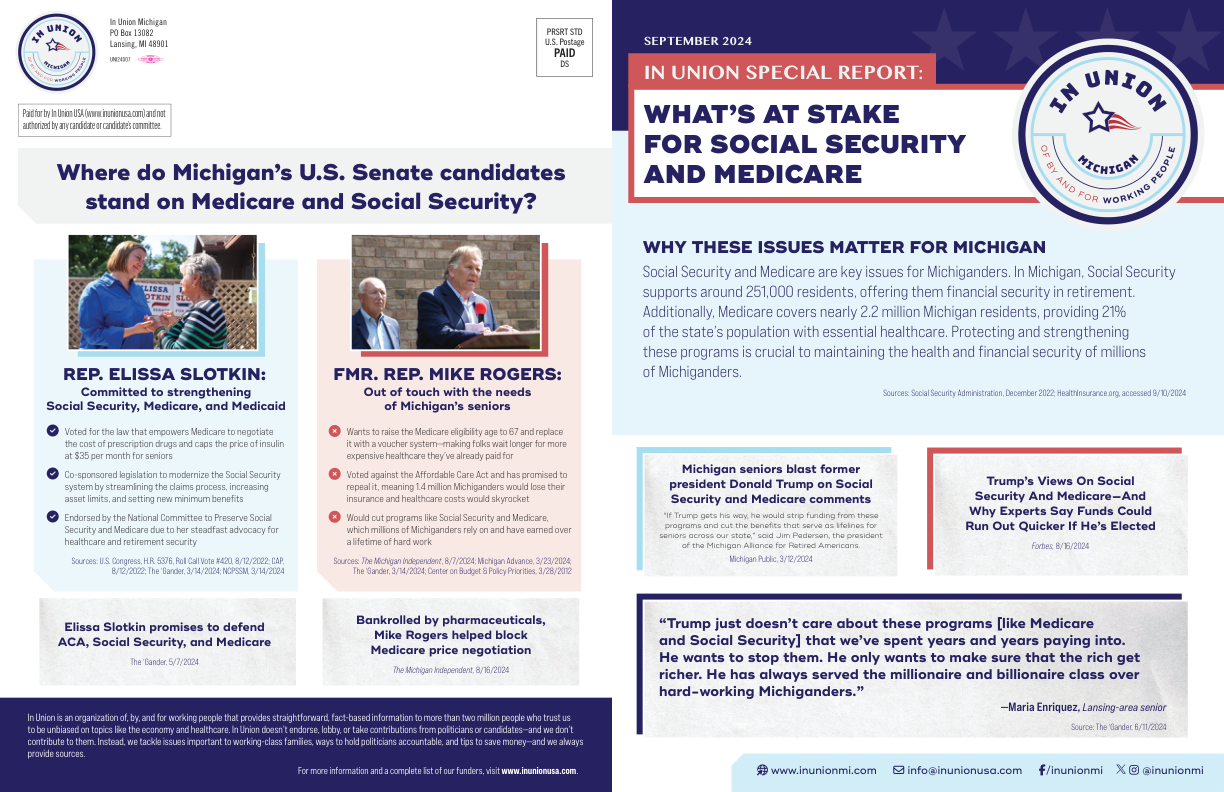 IN UNION
MICHIGAN
OF BY AND FOR WORKING PEOPLE
In Union Michigan
PO Box 13082
Lansing, MI 48901
UNI24007
PRSRT STD
U.S. Postage
PAID
DS
Paid for by In Union USA (www.inunionusa.com) and not
authorized by any candidate or candidate's committee.
Where do Michigan's U.S. Senate candidates
stand on Medicare and Social Security?
REP. ELISSA SLOTKIN:
Committed to strengthening
Social Security, Medicare, and Medicaid
Voted for the law that empowers Medicare to negotiate
the cost of prescription drugs and caps the price of insulin
at $35 per month for seniors
Co-sponsored legislation to modernize the Social Security
system by streamlining the claims process, increasing
asset limits, and setting new minimum benefits
Endorsed by the National Committee to Preserve Social
Security and Medicare due to her steadfast advocacy for
healthcare and retirement security
Sources: U.S. Congress, H.R. 5376, Roll Call Vote #420, 8/12/2022; CAP,
8/12/2022; The 'Gander, 3/14/2024; NCPSSM, 3/14/2024
Elissa Slotkin promises to defend
ACA, Social Security, and Medicare
The 'Gander, 5/7/2024
FMR. REP. MIKE ROGERS:
Out of touch with the needs
of Michigan's seniors
Wants to raise the Medicare eligibility age to 67 and replace
it with a voucher system—making folks wait longer for more
expensive healthcare they've already paid for
Voted against the Affordable Care Act and has promised to
repeal it, meaning 1.4 million Michiganders would lose their
insurance and healthcare costs would skyrocket
Would cut programs like Social Security and Medicare,
which millions of Michiganders rely on and have earned over
a lifetime of hard work
Sources: The Michigan Independent, 8/7/2024; Michigan Advance, 3/23/2024;
The 'Gander, 3/14/2024; Center on Budget & Policy Priorities, 3/28/2012
Bankrolled by pharmaceuticals,
Mike Rogers helped block
Medicare price negotiation
The Michigan Independent, 8/16/2024
In Union is an organization of, by, and for working people that provides straightforward, fact-based information to more than two million people who trust us
to be unbiased on topics like the economy and healthcare. In Union doesn't endorse, lobby, or take contributions from politicians or candidates—and we don't
contribute to them. Instead, we tackle issues important to working-class families, ways to hold politicians accountable, and tips to save money—and we always
provide sources.
For more information and a complete list of our funders, visit www.inunionusa.com.
SEPTEMBER 2024
IN UNION SPECIAL REPORT:
WHAT'S AT STAKE
FOR SOCIAL SECURITY
AND MEDICARE
IN UNION
MICHIGAN
OF BY AND FOR WORKING PEOPLE
WHY THESE ISSUES MATTER FOR MICHIGAN
Social Security and Medicare are key issues for Michiganders. In Michigan, Social Security
supports around 251,000 residents, offering them financial security in retirement.
Additionally, Medicare covers nearly 2.2 million Michigan residents, providing 21%
of the state's population with essential healthcare. Protecting and strengthening
these programs is crucial to maintaining the health and financial security of millions
of Michiganders.
Sources: Social Security Administration, December 2022; HealthInsurance.org, accessed 9/10/2024
Michigan seniors blast former
president Donald Trump on Social
Security and Medicare comments
"If Trump gets his way, he would strip funding from these
programs and cut the benefits that serve as lifelines for
seniors across our state," said Jim Pedersen, the president
of the Michigan Alliance for Retired Americans.
Michigan Public, 3/12/2024
Trump's Views On Social
Security And Medicare—And
Why Experts Say Funds Could
Run Out Quicker If He's Elected
Forbes, 8/16/2024
“Trump just doesn't care about these programs [like Medicare
and Social Security] that we've spent years and years paying into.
He wants to stop them. He only wants to make sure that the rich get
richer. He has always served the millionaire and billionaire class over
hard-working Michiganders.”
—Maria Enriquez, Lansing-area senior
Source: The 'Gander, 6/11/2024
www.inunionmi.com info@inunionusa.com /inunionmi @inunionmi